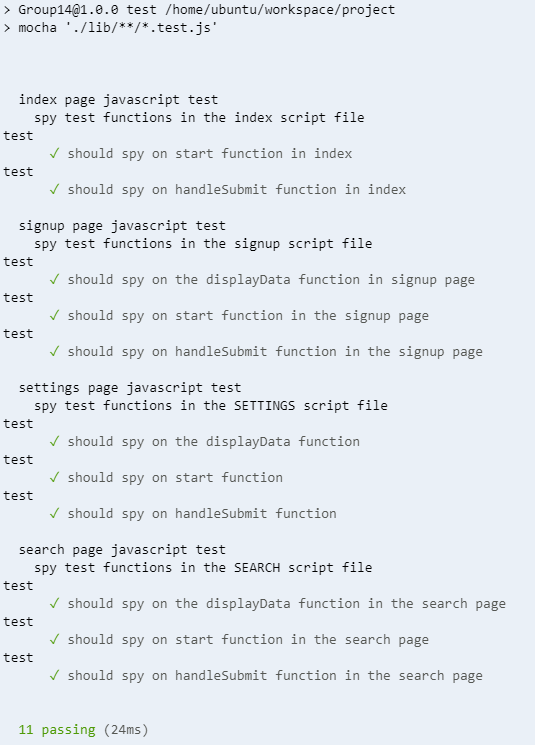 > Group14@1.0.0 test /home/ubuntu/workspace/project
> mocha './lib/**/*.test.js'
index page javascript test
spy test functions in the index script file
test
✓ should spy on start function in index
test
✓ should spy on handleSubmit function in index
signup page javascript test
spy test functions in the signup script file
test
✓ should spy on the displayData function in signup page
test
✓ should spy on start function in the signup page
test
✓ should spy on handleSubmit function in the signup page
settings page javascript test
spy test functions in the SETTINGS script file
test
✓ should spy on the displayData function
test
✓ should spy on start function
test
✓ should spy on handleSubmit function
search page javascript test
spy test functions in the SEARCH script file
test
✓ should spy on the displayData function in the search page
test
✓ should spy on start function in the search page
test
✓ should spy on handleSubmit function in the search page
11 passing (24ms)